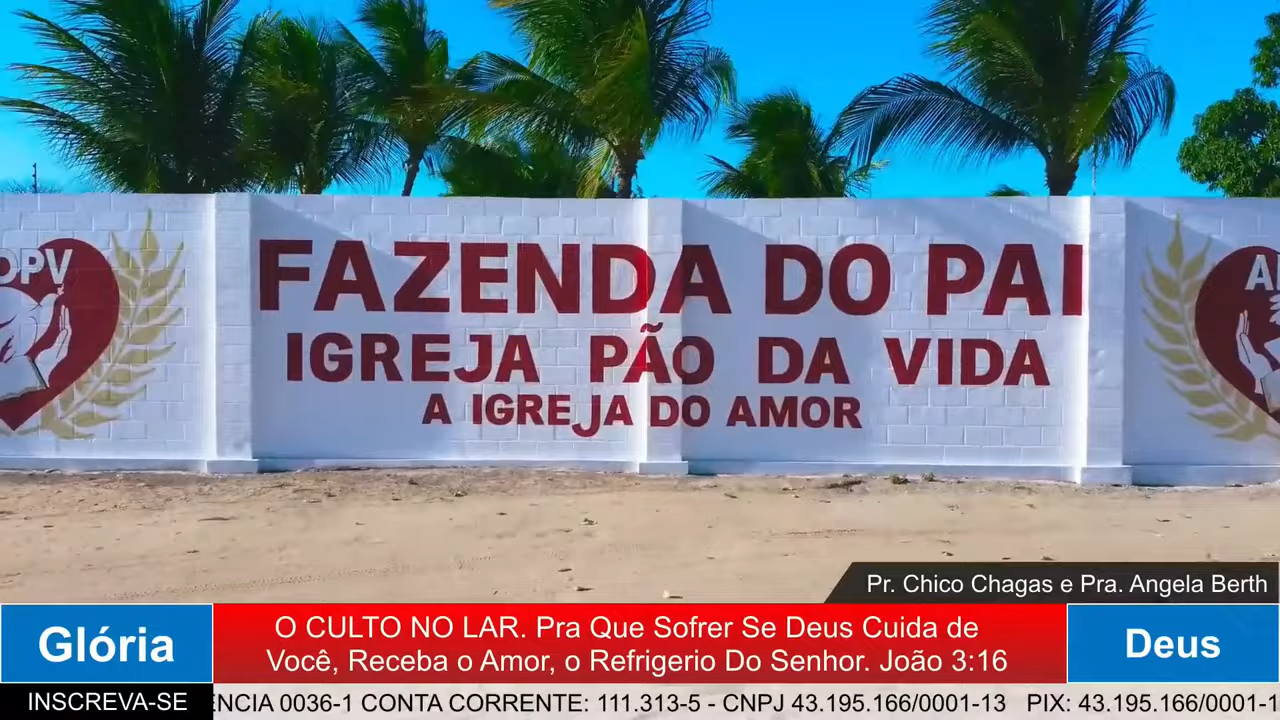 OPV
FAZENDA DO PAI
IGREJA PÃO DA VIDA
A IGREJA DO AMOR
Pr. Chico Chagas e Pra. Angela Berth
Glória
O CULTO NO LAR. Pra Que Sofrer Se Deus Cuida de
Você, Receba o Amor, o Refrigerio Do Senhor. João 3:16
Deus
INSCREVA-SE
ENCIA 0036-1 CONTA CORRENTE: 111.313-5 - CNPJ 43.195.166/0001-13 PIX: 43.195.166/0001-1